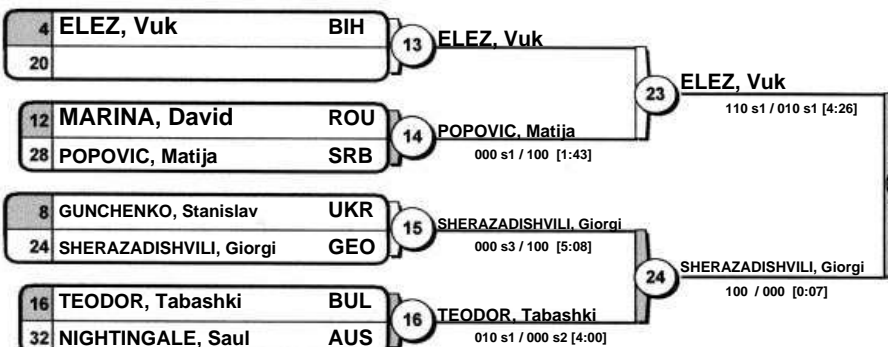 4 ELEZ, Vuk BIH
20
13 ELEZ, Vuk
12 MARINA, David ROU
28 POPOVIC, Matija SRB
14 POPOVIC, Matija
000 s1 / 100 [1:43]
23 ELEZ, Vuk
110 s1 / 010 s1 [4:26]
8 GUNCHENKO, Stanislav UKR
24 SHERAZADISHVILI, Giorgi GEO
15 SHERAZADISHVILI, Giorgi
000 s3 / 100 [5:08]
16 TEODOR, Tabashki BUL
32 NIGHTINGALE, Saul AUS
16 TEODOR, Tabashki
010 s1 / 000 s2 [4:00]
24 SHERAZADISHVILI, Giorgi
100 / 000 [0:07]